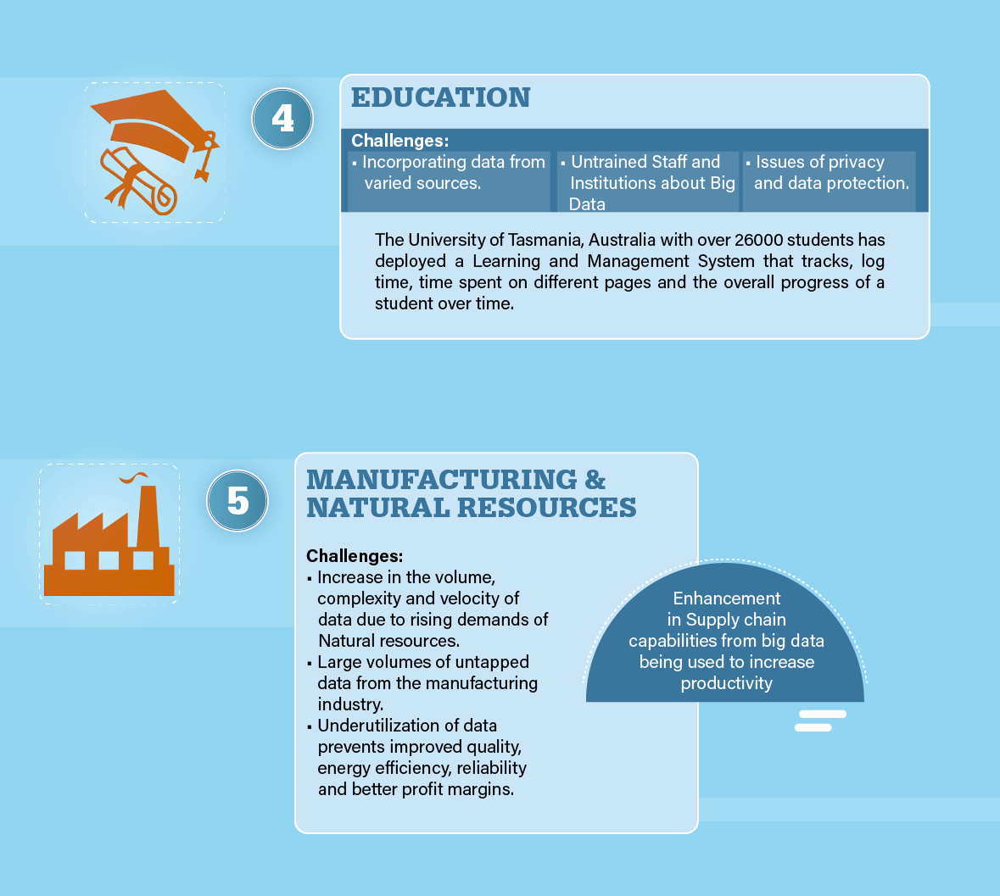 4
EDUCATION
Challenges:
▪ Incorporating data from
varied sources.
▪ Untrained Staff and
Institutions about Big
Data
▪ Issues of privacy
and data protection.
The University of Tasmania, Australia with over 26000 students has
deployed a Learning and Management System that tracks, log
time, time spent on different pages and the overall progress of a
student over time.
5
MANUFACTURING &
NATURAL RESOURCES
Challenges:
▪ Increase in the volume,
complexity and velocity of
data due to rising demands of
Natural resources.
▪ Large volumes of untapped
data from the manufacturing
industry.
▪ Underutilization of data
prevents improved quality,
energy efficiency, reliability
and better profit margins.
Enhancement
in Supply chain
capabilities from big data
being used to increase
productivity